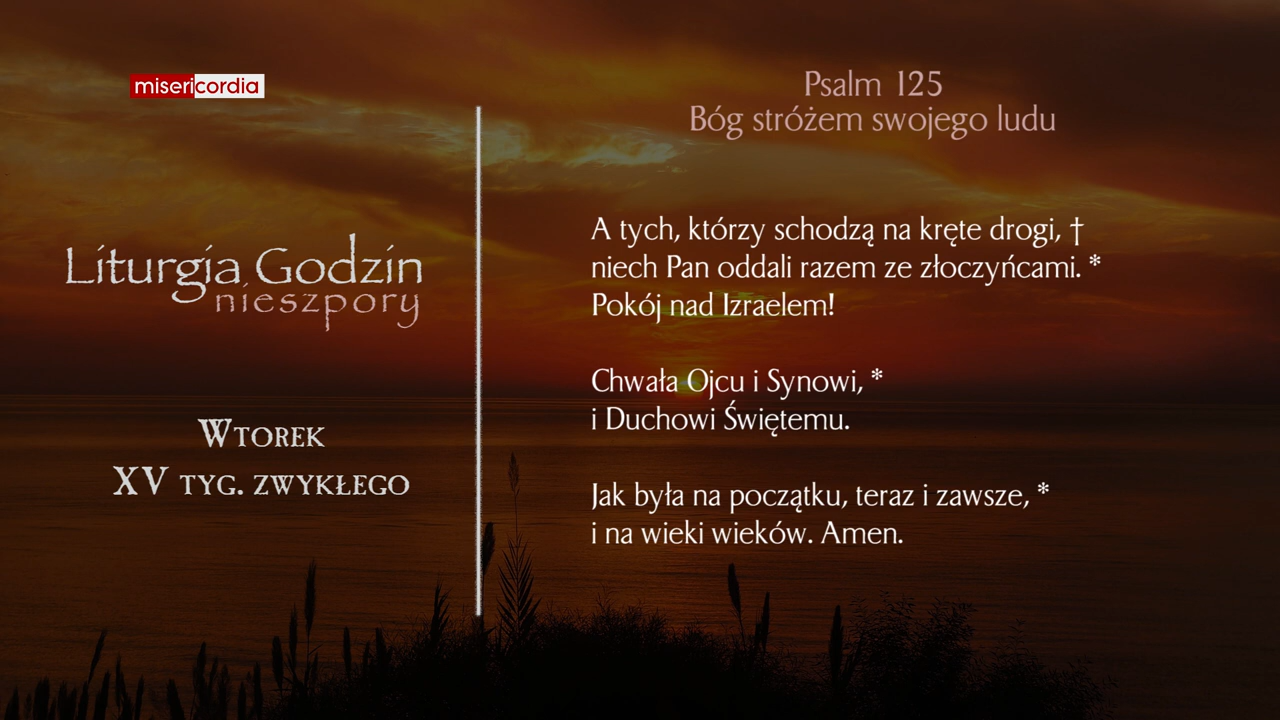 misericordia
Liturgia Godzin
nieszpory
Wtorek
XV tyg. zwykłego
Psalm 125
Bóg stróżem swojego ludu
A tych, którzy schodzą na kręte drogi, †
niech Pan oddali razem ze złoczyńcami. *
Pokój nad Izraelem!
Chwała Ojcu i Synowi, *
i Duchowi Świętemu.
Jak była na początku, teraz i zawsze, *
i na wieki wieków. Amen.